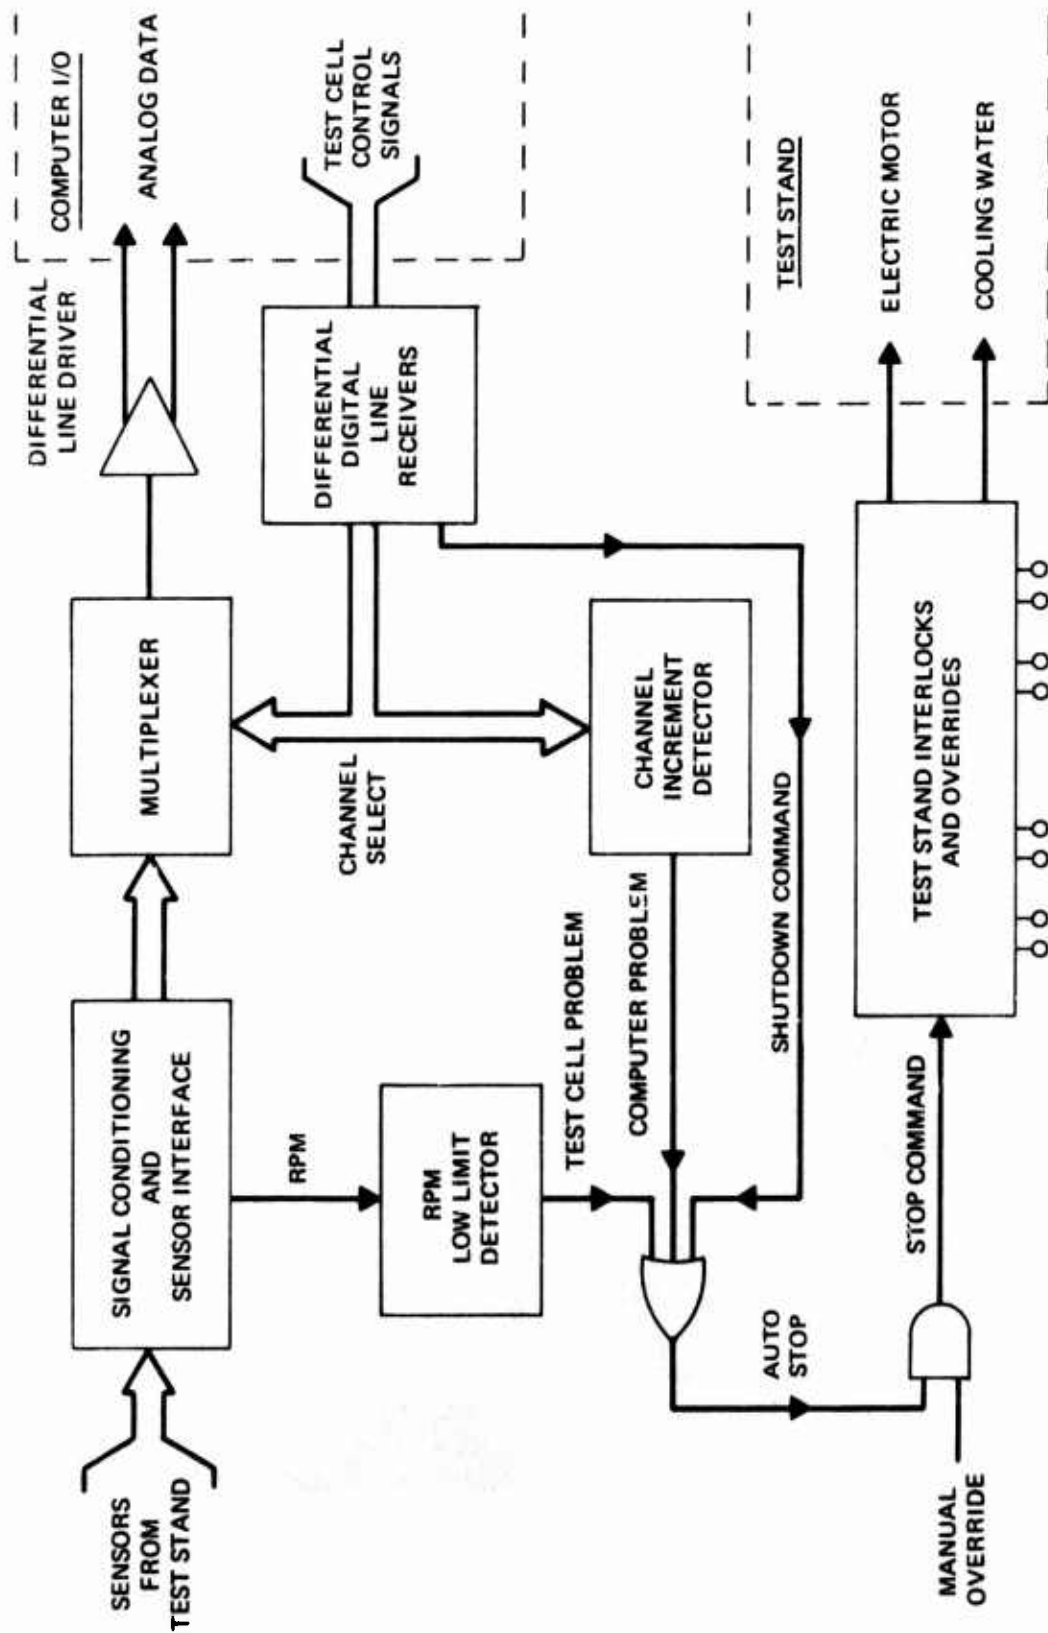 SENSORS
FROM
TEST STAND
SIGNAL CONDITIONING
AND
SENSOR INTERFACE
MULTIPLEXER
DIFFERENTIAL
LINE DRIVER
COMPUTER I/O
ANALOG DATA
RPM
CHANNEL
SELECT
DIFFERENTIAL
DIGITAL
LINE
RECEIVERS
TEST CELL
CONTROL
SIGNALS
RPM
LOW LIMIT
DETECTOR
TEST CELL PROBLEM
COMPUTER PROBLEM
CHANNEL
INCREMENT
DETECTOR
SHUTDOWN COMMAND
AUTO
STOP
MANUAL
OVERRIDE
STOP COMMAND
TEST STAND INTERLOCKS
AND OVERRIDES
TEST STAND
ELECTRIC MOTOR
COOLING WATER